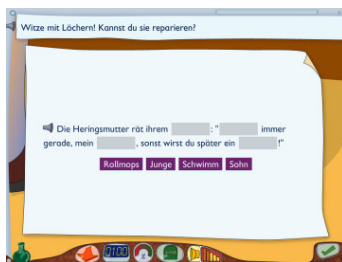 Witze mit Löchern! Kannst du sie reparieren?
Die Heringsmutter rät ihrem : " immer
gerade, mein , sonst wirst du später ein !"
Rollmops Junge Schwimm Sohn